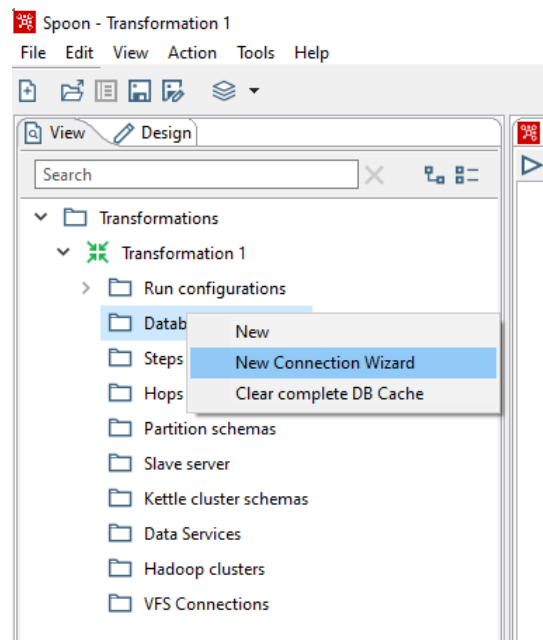 Spoon - Transformation 1
File Edit View Action Tools Help
View Design
Search
Transformations
Transformation 1
Run configurations
Datab
New
Steps
New Connection Wizard
Hops
Clear complete DB Cache
Partition schemas
Slave server
Kettle cluster schemas
Data Services
Hadoop clusters
VFS Connections